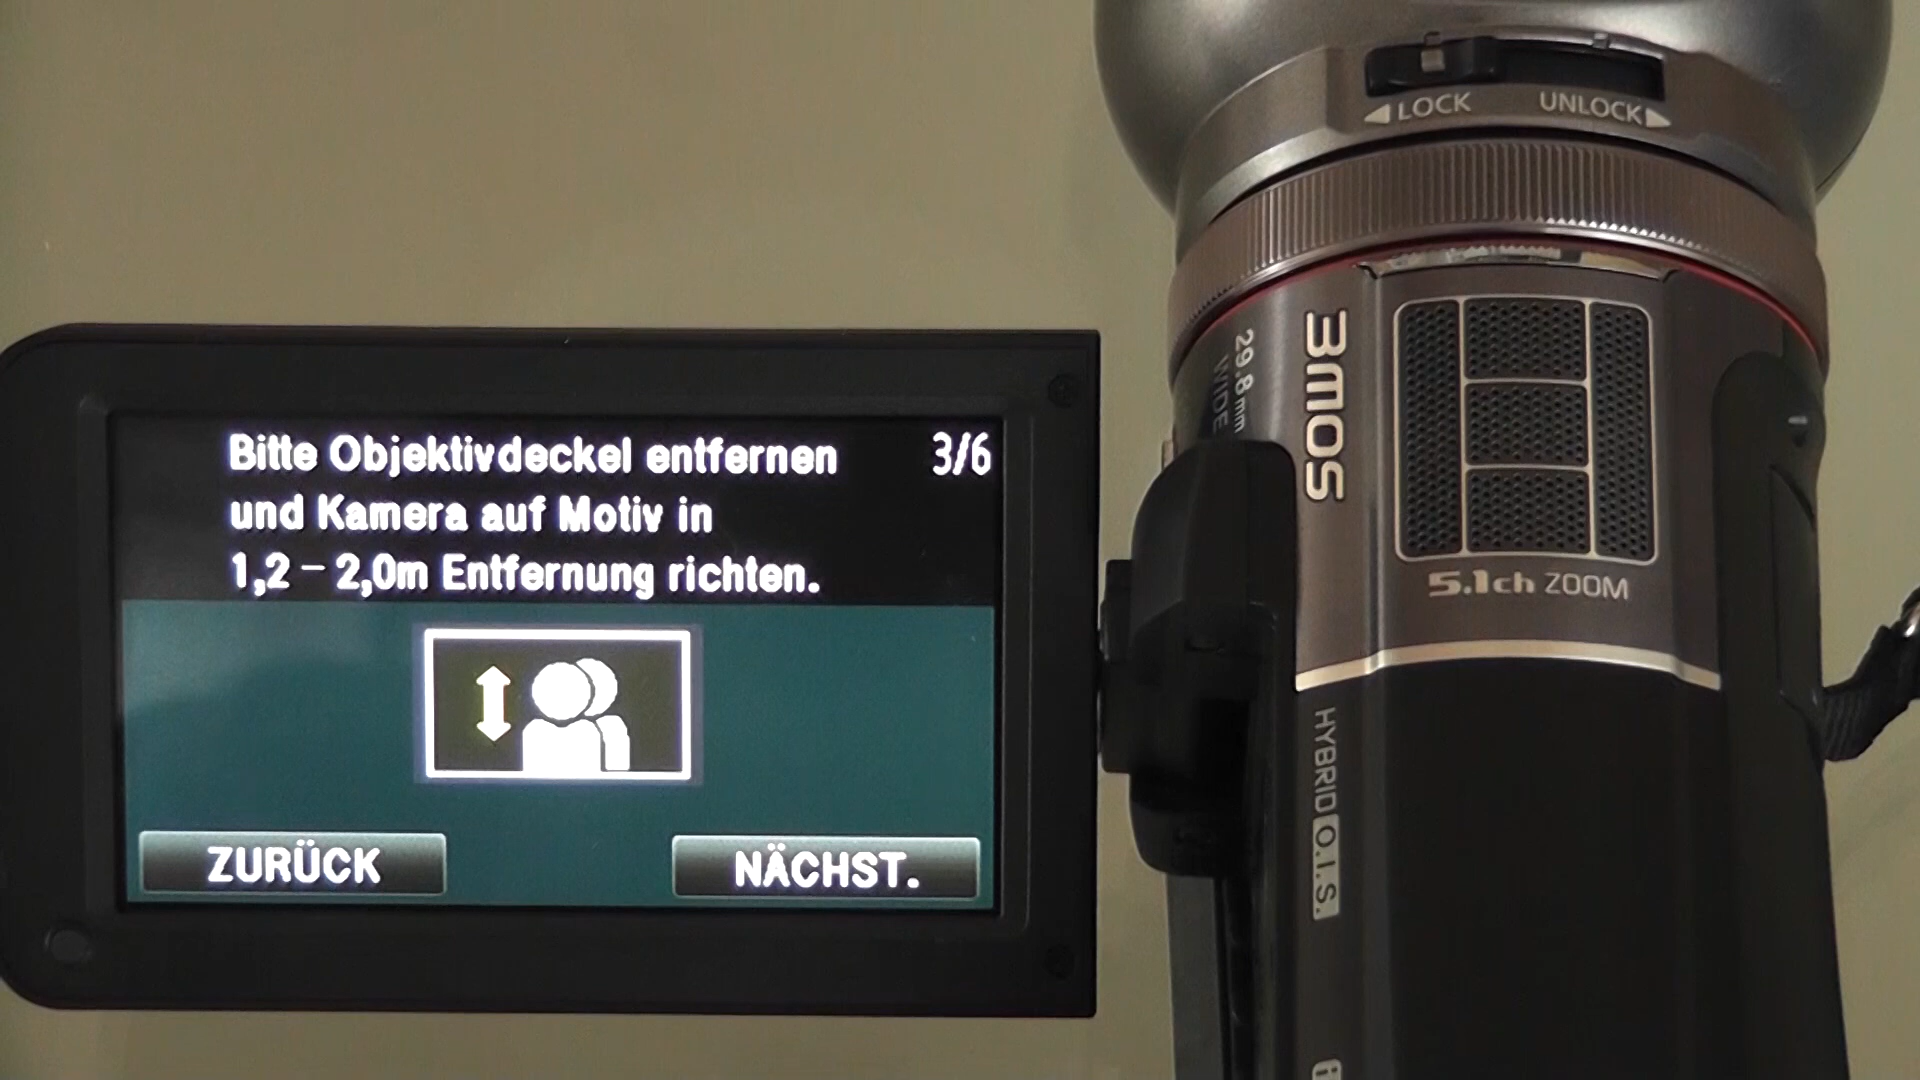 Bitte Objektivdeckel entfernen 3/6
und Kamera auf Motiv in
1,2 – 2,0m Entfernung richten.
ZURÜCK
NÄCHST.
◀LOCK UNLOCK▶
29.8mm
WIDE
3MOS
5.1ch ZOOM
HYBRID O.I.S.